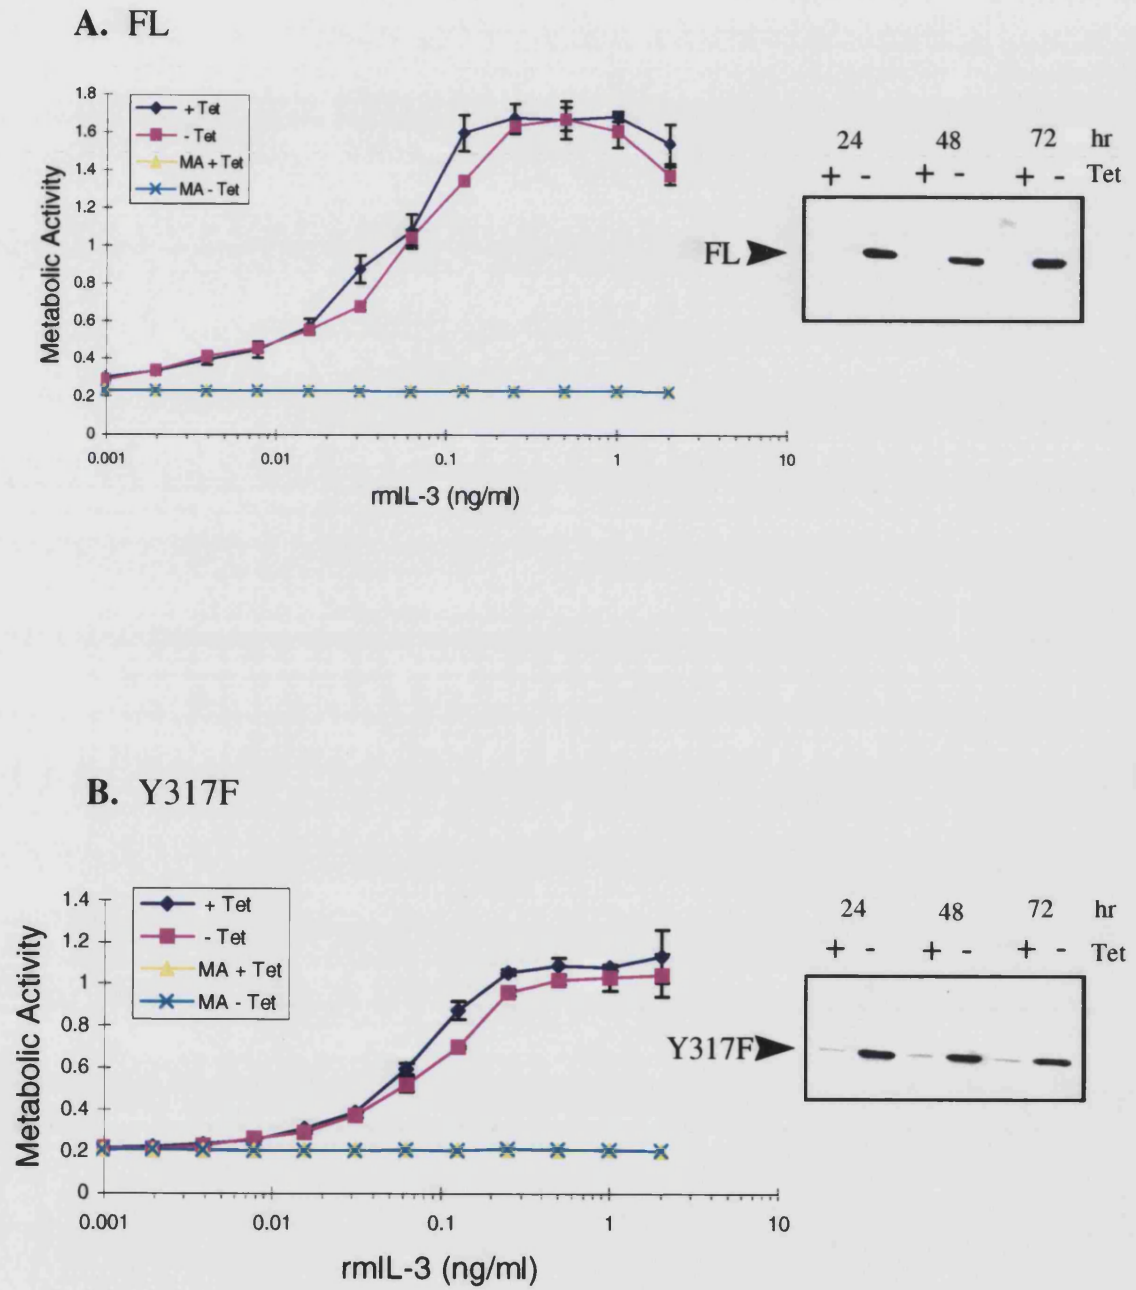 A. FL
1.8
1.6
1.4
1.2
1
0.8
0.6
0.4
0.2
0
Metabolic Activity
+ Tet
- Tet
MA + Tet
MA - Tet
0.001 0.01 0.1 1 10
rmIL-3 (ng/ml)
24 48 72 hr
+ - + - + - Tet
FL
B. Y317F
1.4
1.2
1
0.8
0.6
0.4
0.2
0
Metabolic Activity
+ Tet
- Tet
MA + Tet
MA - Tet
0.001 0.01 0.1 1 10
rmIL-3 (ng/ml)
24 48 72 hr
+ - + - + - Tet
Y317F